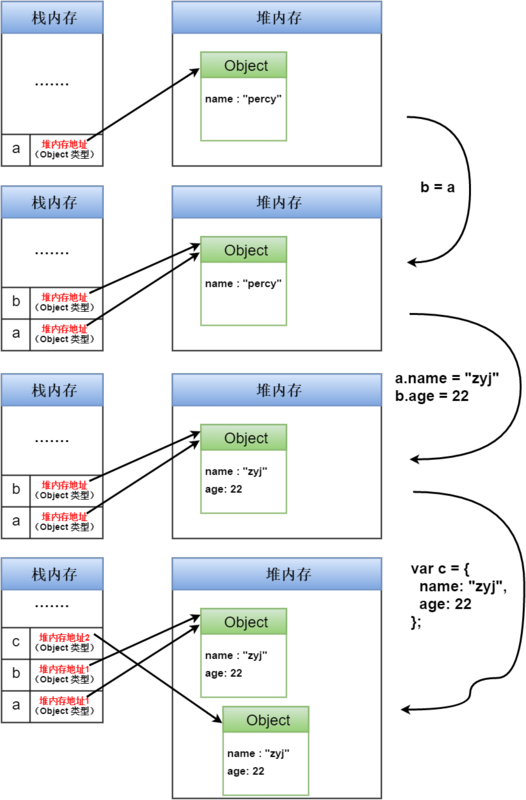 栈内存
堆内存
.......
Object
name : "percy"
a
堆内存地址
（Object 类型）
b = a
栈内存
堆内存
.......
Object
name : "percy"
b
堆内存地址
（Object 类型）
a
堆内存地址
（Object 类型）
a.name = "zyj"
b.age = 22
栈内存
堆内存
.......
Object
name : "zyj"
age: 22
b
堆内存地址
（Object 类型）
a
堆内存地址
（Object 类型）
var c = {
name: "zyj",
age: 22
};
栈内存
堆内存
.......
c
堆内存地址2
（Object 类型）
b
堆内存地址1
（Object 类型）
a
堆内存地址1
（Object 类型）
Object
name : "zyj"
age: 22
Object
name : "zyj"
age: 22